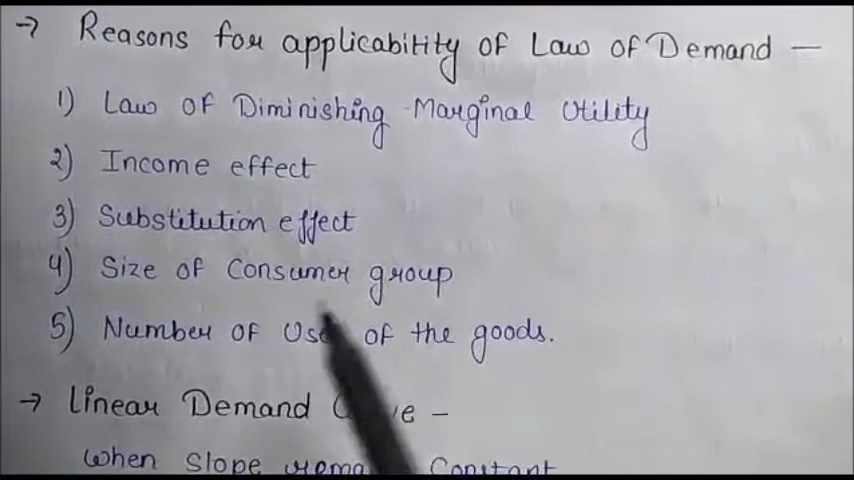 → Reasons for applicability of Law of Demand —
1) Law of Diminishing Marginal Utility
2) Income effect
3) Substitution effect
4) Size of Consumer group
5) Number of of the goods.
→ Linear Demand –
When Slope Constant